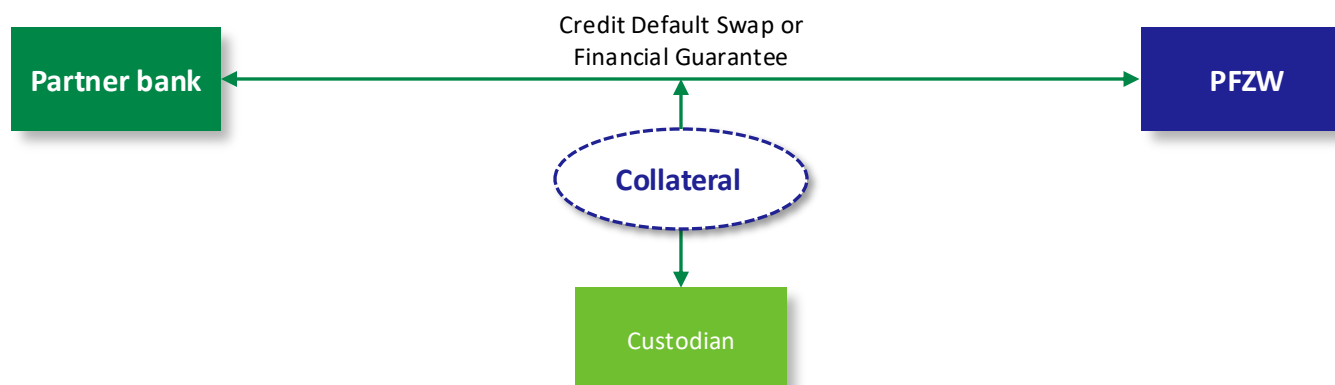 Credit Default Swap or
Financial Guarantee
Partner bank
PFZW
Collateral
Custodian